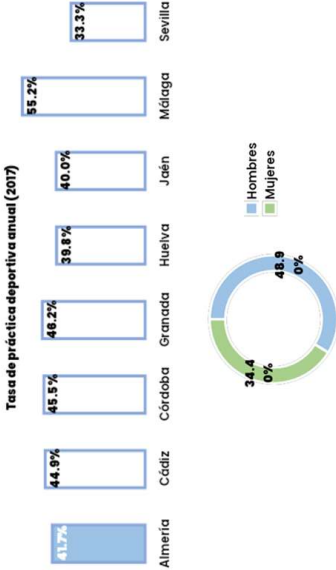 Tasa de práctica deportiva anual (2017)
41.7%
44.9%
45.5%
46.2%
39.8%
40.0%
55.2%
33.3%
Almería
Cádiz
Córdoba
Granada
Huelva
Jaén
Málaga
Sevilla
34.4
0%
48.9
0%
Hombres
Mujeres